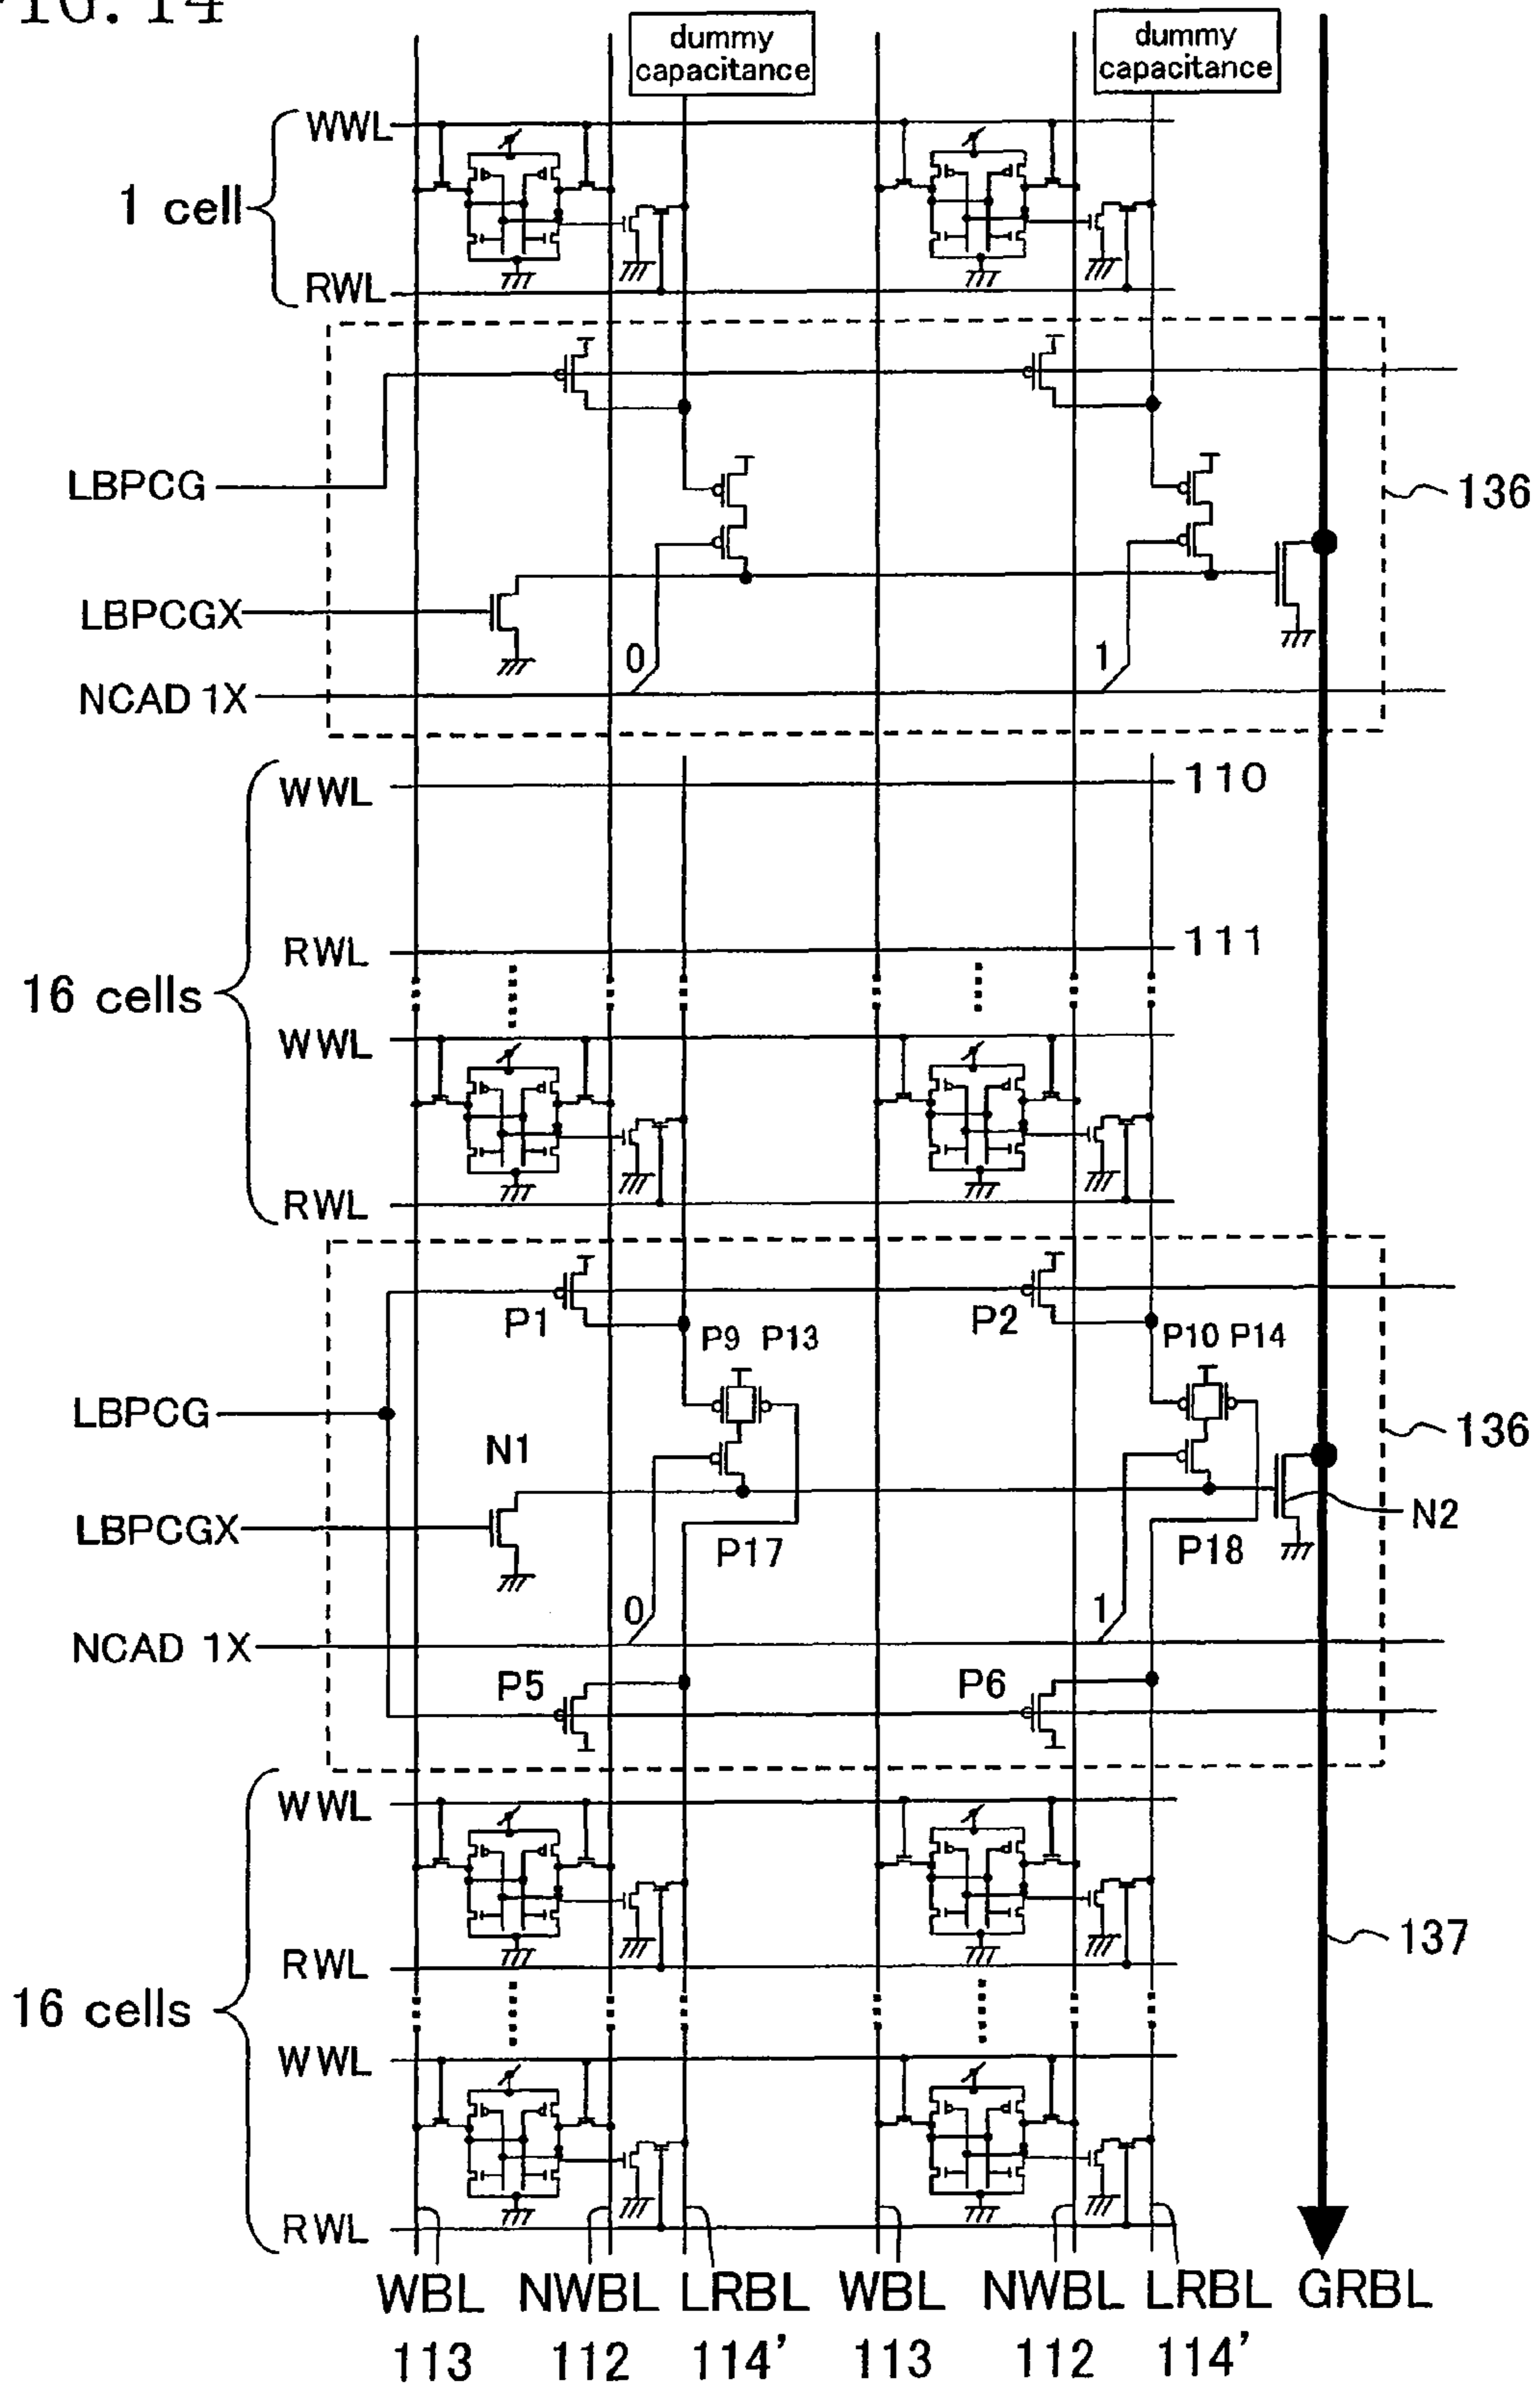 FIG. 14
dummy capacitance
dummy capacitance
WWL
1 cell
RWL
LBPCG
136
LBPCGX
0
1
NCAD 1X
WWL
110
RWL
111
16 cells
WWL
RWL
P1
P2
P9 P13
P10 P14
LBPCG
136
N1
LBPCGX
N2
P17
P18
0
1
NCAD 1X
P5
P6
WWL
RWL
137
16 cells
WWL
RWL
WBL NWBL LRBL WBL NWBL LRBL GRBL
113 112 114' 113 112 114'